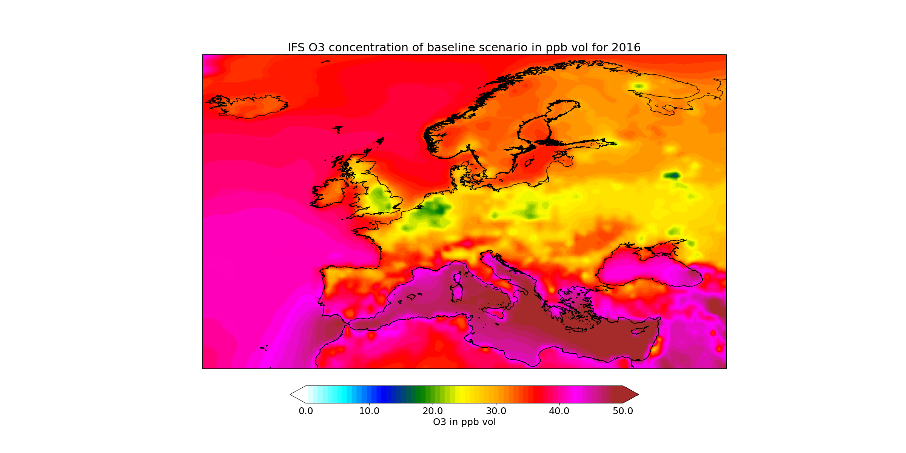 IFS O3 concentration of baseline scenario in ppb vol for 2016
0.0 10.0 20.0 30.0 40.0 50.0
O3 in ppb vol